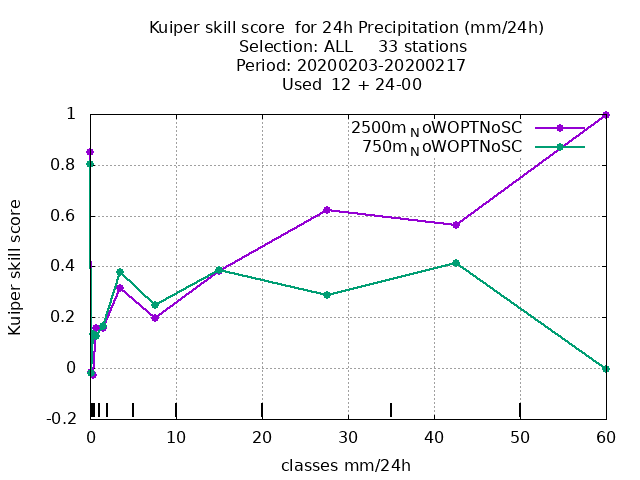 Kuiper skill score  for 24h Precipitation (mm/24h)
Selection: ALL     33 stations
Period: 20200203-20200217
Used  12 + 24-00
2500m_NoWOPTNoSC
750m_NoWOPTNoSC
1
0.8
0.6
0.4
0.2
0
-0.2
Kuiper skill score
0 10 20 30 40 50 60
classes mm/24h